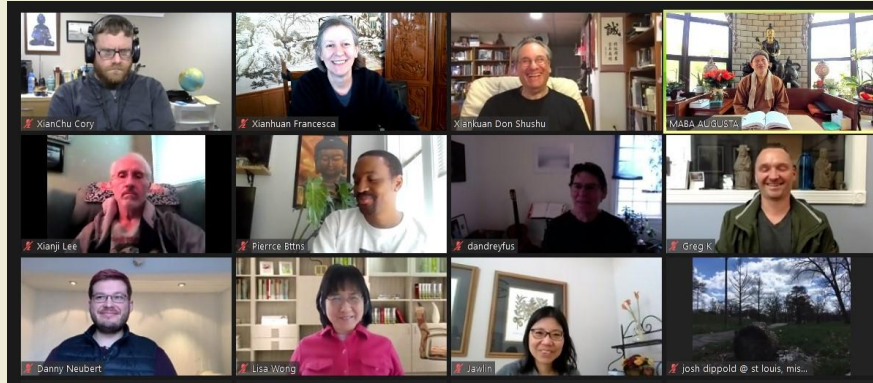 誠
XianChu Cory
Xianhuan Francesca
Xiankuan Don Shushu
MABA AUGUSTA
Xianji Lee
Pierrce Bttns
dandreyfus
Greg K
Danny Neubert
Lisa Wong
Jawlin
josh dippold @ st louis, mis...